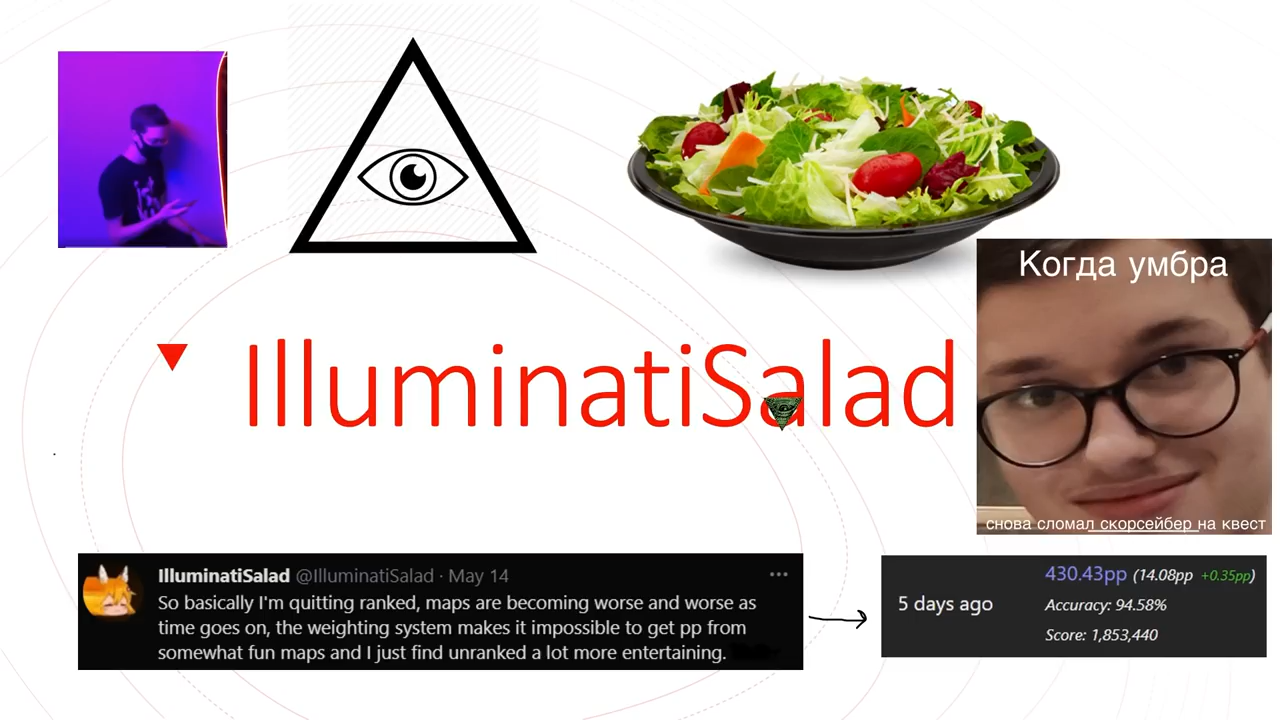 Когда умбра
IlluminatiSalad
снова сломал скорсейбер на квест
IlluminatiSalad @IlluminatiSalad · May 14
So basically I'm quitting ranked, maps are becoming worse and worse as
time goes on, the weighting system makes it impossible to get pp from
somewhat fun maps and I just find unranked a lot more entertaining.
5 days ago
430.43pp (14.08pp +0.35pp)
Accuracy: 94.58%
Score: 1,853,440